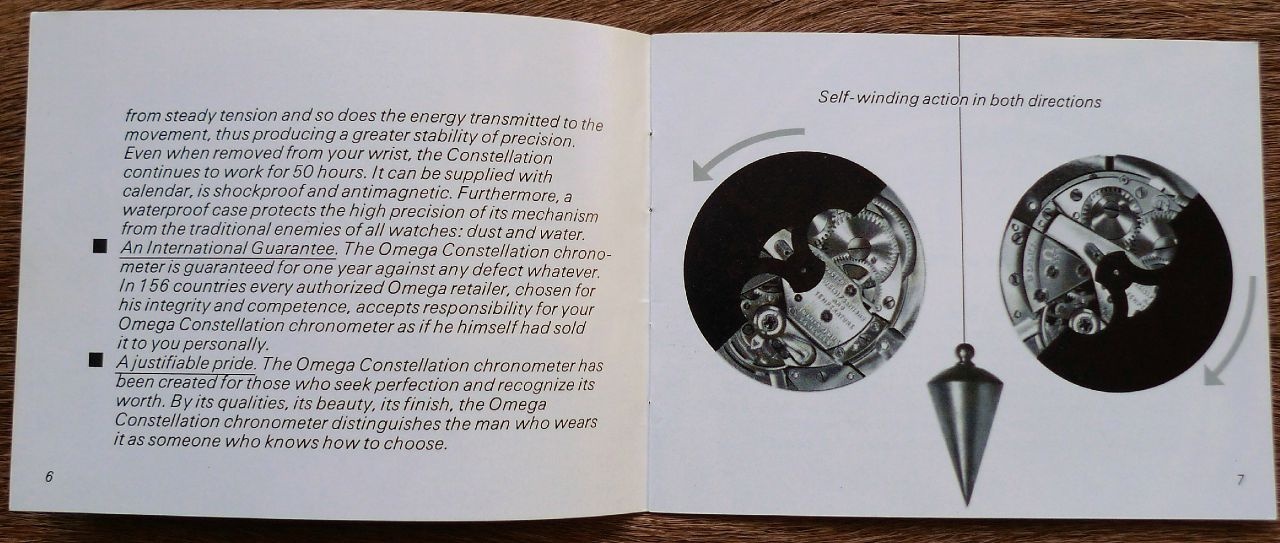 from steady tension and so does the energy transmitted to the
movement, thus producing a greater stability of precision.
Even when removed from your wrist, the Constellation
continues to work for 50 hours. It can be supplied with
calendar, is shockproof and antimagnetic. Furthermore, a
waterproof case protects the high precision of its mechanism
from the traditional enemies of all watches: dust and water.
■ An International Guarantee. The Omega Constellation chrono-
meter is guaranteed for one year against any defect whatever.
In 156 countries every authorized Omega retailer, chosen for
his integrity and competence, accepts responsibility for your
Omega Constellation chronometer as if he himself had sold
it to you personally.
■ A justifiable pride. The Omega Constellation chronometer has
been created for those who seek perfection and recognize its
worth. By its qualities, its beauty, its finish, the Omega
Constellation chronometer distinguishes the man who wears
it as someone who knows how to choose.
6
Self-winding action in both directions
7